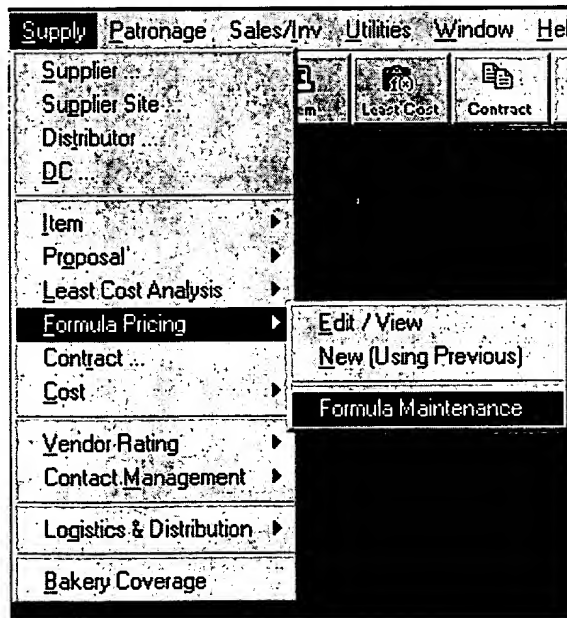 Supply Patronage Sales/Inv Utilities Window Hel
Supplier ...
Supplier Site ...
Distributor ...
DC ...
em Least Cost Contract
Item
Proposal
Least Cost Analysis
Formula Pricing
Edit / View
Contract ...
New (Using Previous)
Cost
Formula Maintenance
Vendor Rating
Contact Management
Logistics & Distribution
Bakery Coverage